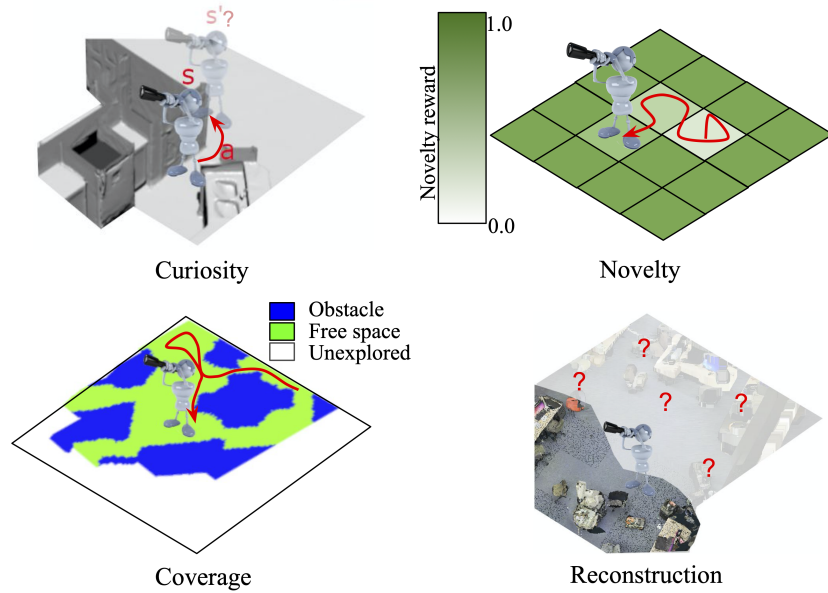 s'?
s
a
Curiosity
1.0
Novelty reward
0.0
Novelty
Obstacle
Free space
Unexplored
Coverage
?
?
?
?
?
Reconstruction